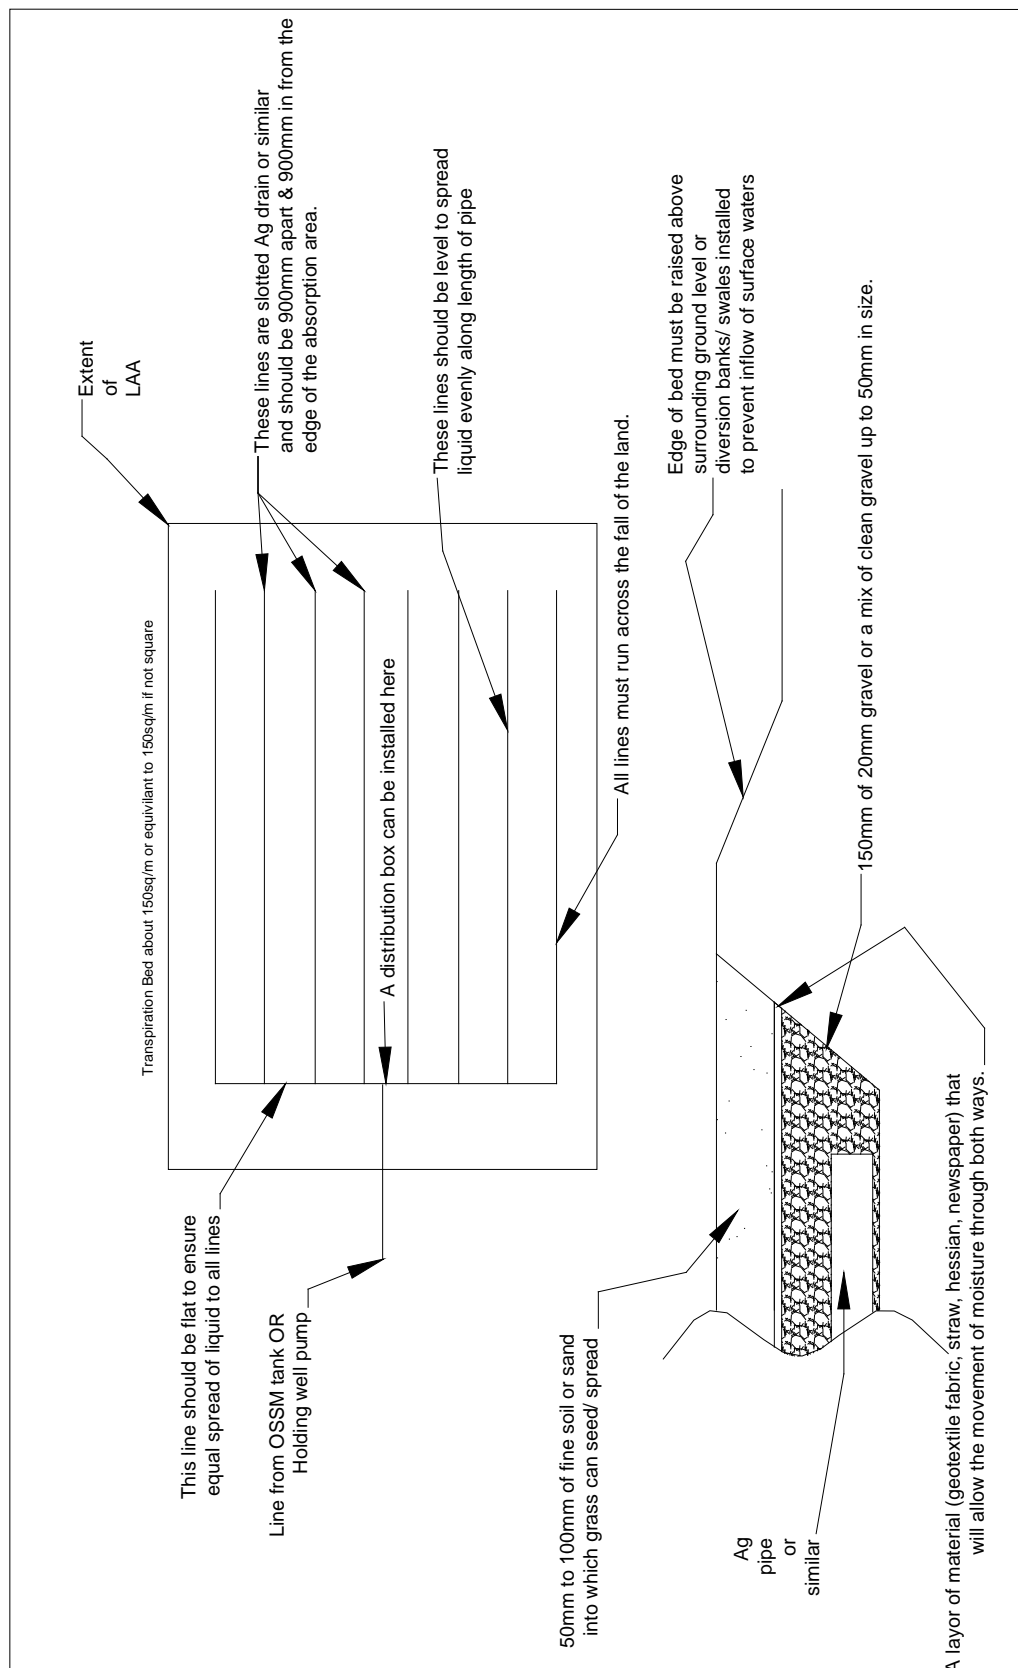 Extent
of
LAA
These lines are slotted Ag drain or similar
and should be 900mm apart & 900mm in from the
edge of the absorption area.
Transpiration Bed about 150sq/m or equivilant to 150sq/m if not square
These lines should be level to spread
liquid evenly along length of pipe
A distribution box can be installed here
All lines must run across the fall of the land.
This line should be flat to ensure
equal spread of liquid to all lines
Line from OSSM tank OR
Holding well pump
Edge of bed must be raised above
surrounding ground level or
diversion banks/ swales installed
to prevent inflow of surface waters
50mm to 100mm of fine soil or sand
into which grass can seed/ spread
150mm of 20mm gravel or a mix of clean gravel up to 50mm in size.
Ag
pipe
or
similar
A layor of material (geotextile fabric, straw, hessian, newspaper) that
will allow the movement of moisture through both ways.